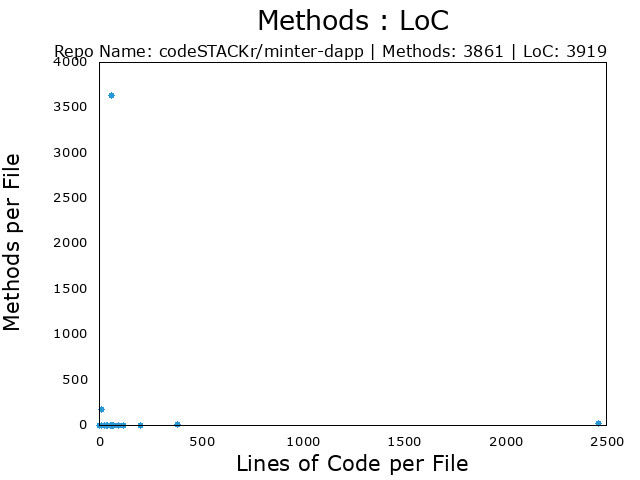 Methods : LoC
Repo Name: codeSTACKr/minter-dapp | Methods: 3861 | LoC: 3919
4000
3500
3000
2500
2000
1500
1000
500
0
Methods per File
0 500 1000 1500 2000 2500
Lines of Code per File